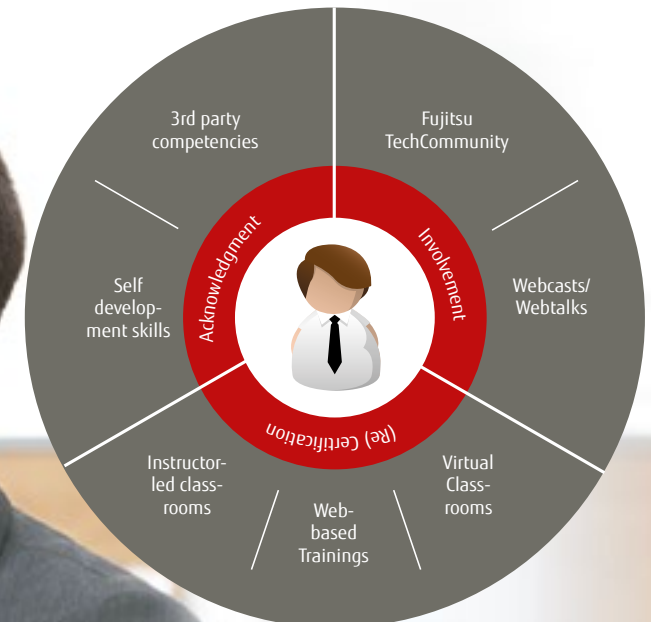 3rd party
competencies
Fujitsu
TechCommunity
Acknowledgment
Involvement
Self
develop-
ment skills
Webcasts/
Webtalks
(Re) Certification
Instructor-
led class-
rooms
Web-
based
Trainings
Virtual
Class-
rooms